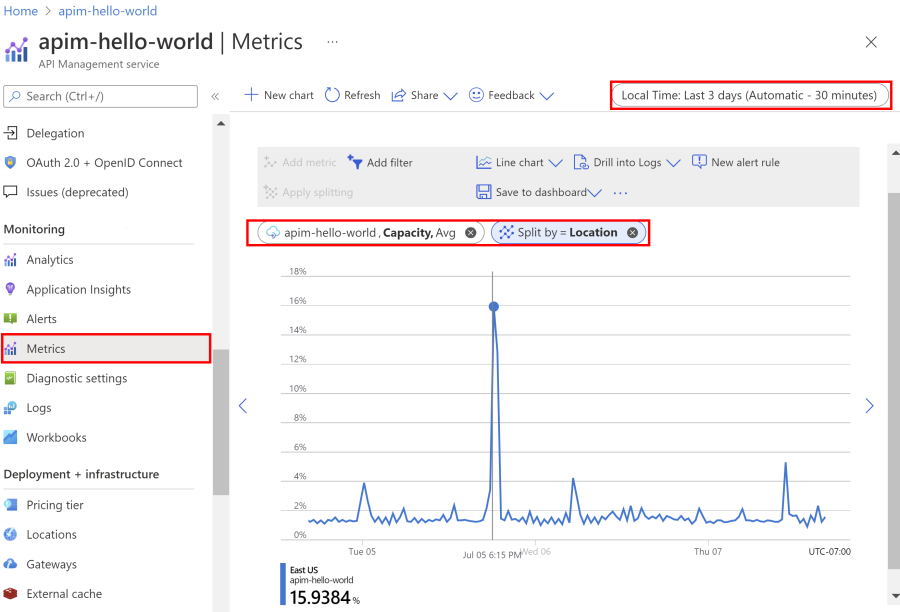 Home > apim-hello-world
apim-hello-world | Metrics ...
API Management service
Search (Ctrl+/)
«
New chart Refresh Share Feedback
Local Time: Last 3 days (Automatic - 30 minutes)
Delegation
OAuth 2.0 + OpenID Connect
Issues (deprecated)
Monitoring
Analytics
Application Insights
Alerts
Metrics
Diagnostic settings
Logs
Workbooks
Deployment + infrastructure
Pricing tier
Locations
Gateways
External cache
Add metric Add filter Line chart Drill into Logs New alert rule
Apply splitting Save to dashboard ...
apim-hello-world, Capacity, Avg Split by = Location
18%
16%
14%
12%
10%
8%
6%
4%
2%
0%
Tue 05 Jul 05 6:15 PM Wed 06 Thu 07 UTC-07:00
East US
apim-hello-world
15.9384 %